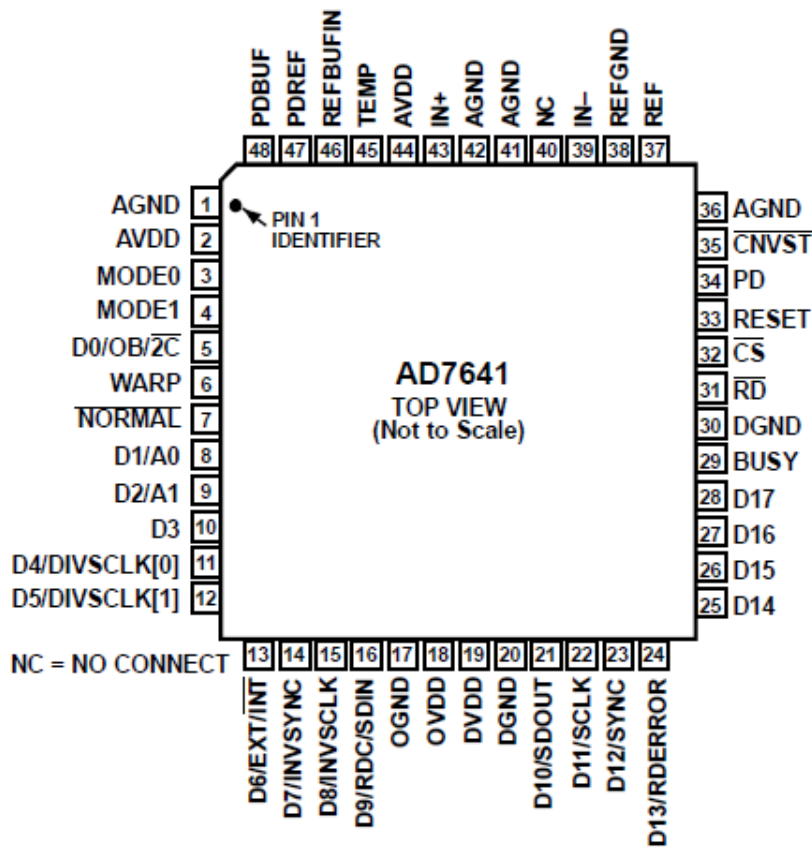 PDBUF
PDREF
REFBUFIN
TEMP
AVDD
IN+
AGND
AGND
NC
IN–
REFGND
REF
48 47 46 45 44 43 42 41 40 39 38 37
AGND 1
AVDD 2
MODE0 3
MODE1 4
D0/OB/2C̅ 5
WARP 6
N̅O̅R̅M̅A̅L̅ 7
D1/A0 8
D2/A1 9
D3 10
D4/DIVSCLK[0] 11
D5/DIVSCLK[1] 12
PIN 1
IDENTIFIER
AD7641
TOP VIEW
(Not to Scale)
36 AGND
35 C̅N̅V̅S̅T̅
34 PD
33 RESET
32 C̅S̅
31 R̅D̅
30 DGND
29 BUSY
28 D17
27 D16
26 D15
25 D14
NC = NO CONNECT
13 14 15 16 17 18 19 20 21 22 23 24
D6/EXT/I̅N̅T̅
D7/INVSYNC
D8/INVSCLK
D9/RDC/SDIN
OGND
OVDD
DVDD
DGND
D10/SDOUT
D11/SCLK
D12/SYNC
D13/RDERROR